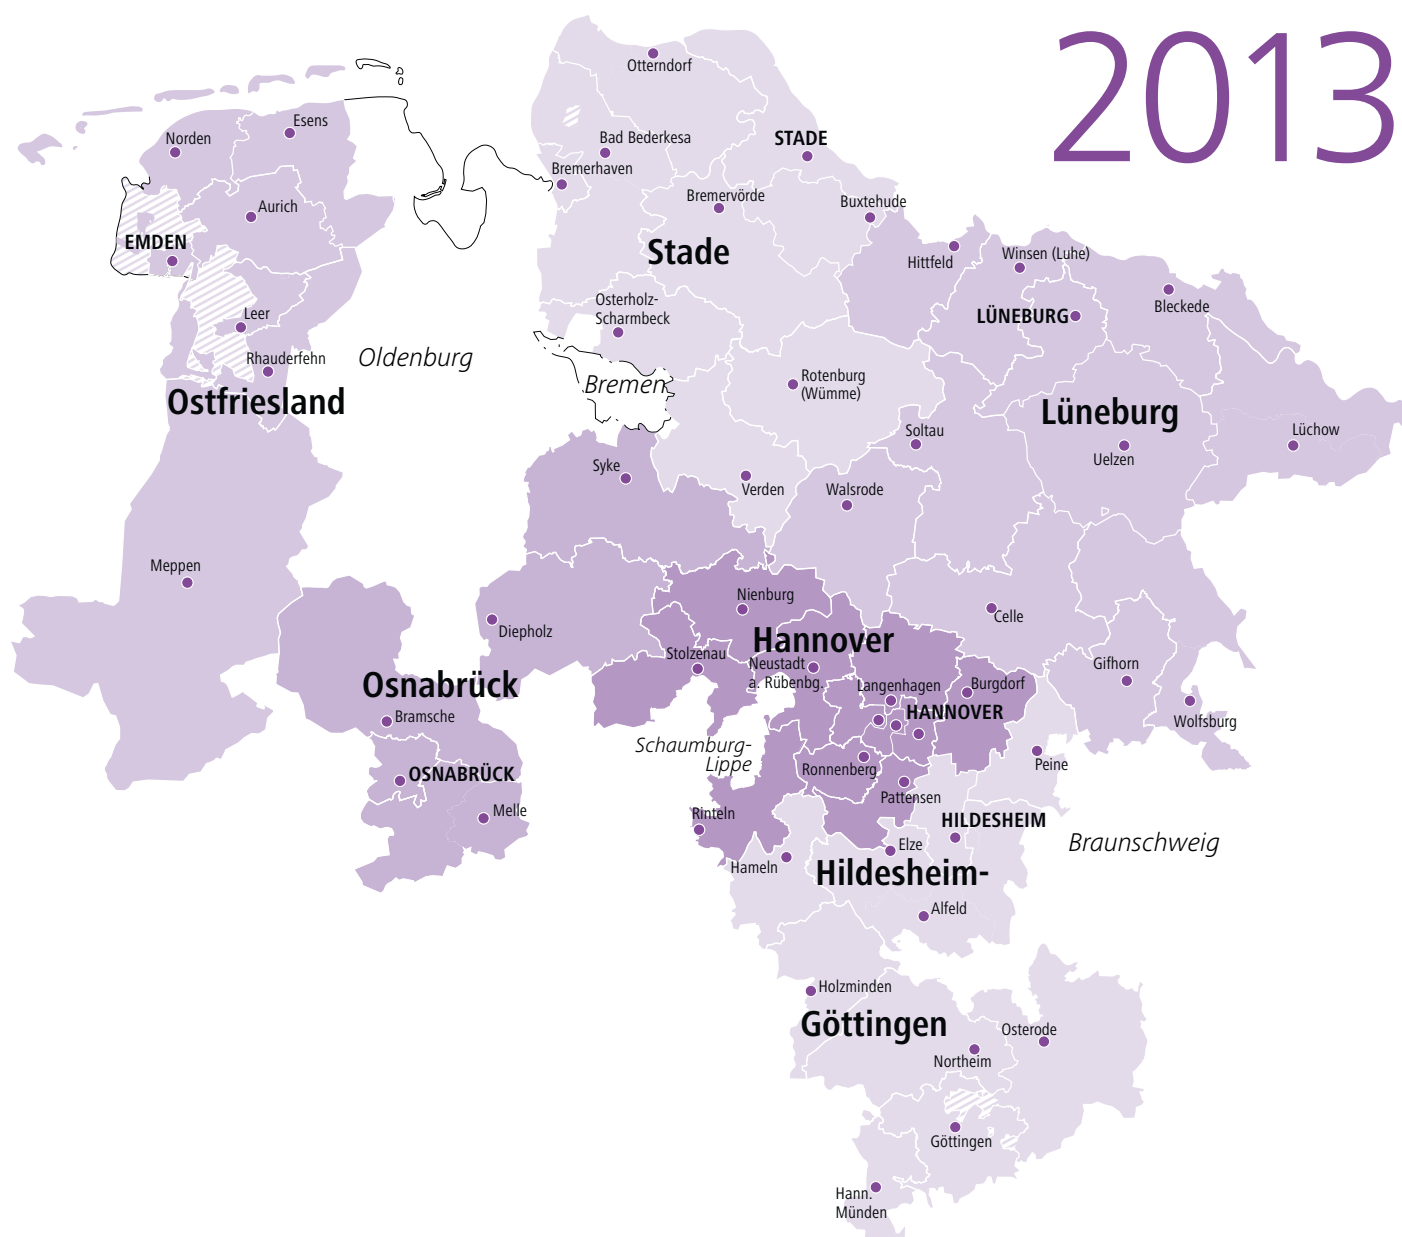 2013
Otterndorf
Esens
Norden
Bad Bederkesa
STADE
Bremerhaven
Bremervörde
Buxtehude
Aurich
EMDEN
Stade
Hittfeld
Winsen (Luhe)
Osterholz-
Scharmbeck
Bleckede
Leer
LÜNEBURG
Rhauderfehn
Oldenburg
Bremen
Rotenburg
(Wümme)
Ostfriesland
Lüneburg
Soltau
Lüchow
Uelzen
Syke
Verden
Walsrode
Meppen
Nienburg
Diepholz
Celle
Hannover
Stolzenau
Neustadt
a. Rübenbg.
Gifhorn
Osnabrück
Langenhagen
Burgdorf
Bramsche
HANNOVER
Wolfsburg
Schaumburg-
Lippe
Ronnenberg
Peine
OSNABRÜCK
Pattensen
Melle
Rinteln
HILDESHEIM
Braunschweig
Elze
Hameln
Hildesheim-
Alfeld
Holzminden
Göttingen
Osterode
Northeim
Göttingen
Hann.
Münden